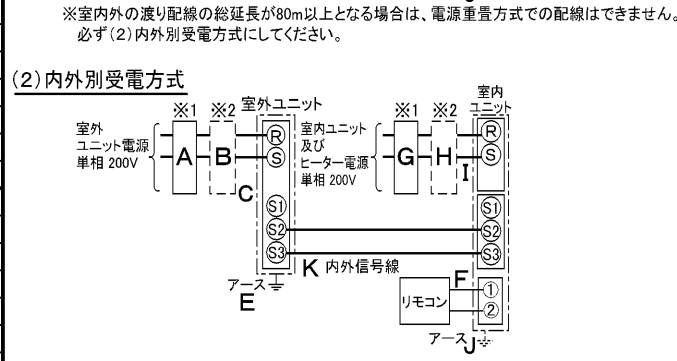 ※室内外の渡り配線の総延長が80m以上となる場合は、電源重畳方式での配線はできません。
必ず(2)内外別受電方式にしてください。
(2)内外別受電方式
※1 ※2 室外ユニット
室外
ユニット電源
単相 200V
A
B
C
R
S
S1
S2
S3
アース
E
K 内外信号線
※1 ※2
室内
ユニット
室内ユニット
及び
ヒーター電源
単相 200V
G
H
I
R
S
S1
S2
S3
F
リモコン
①
②
アース
J